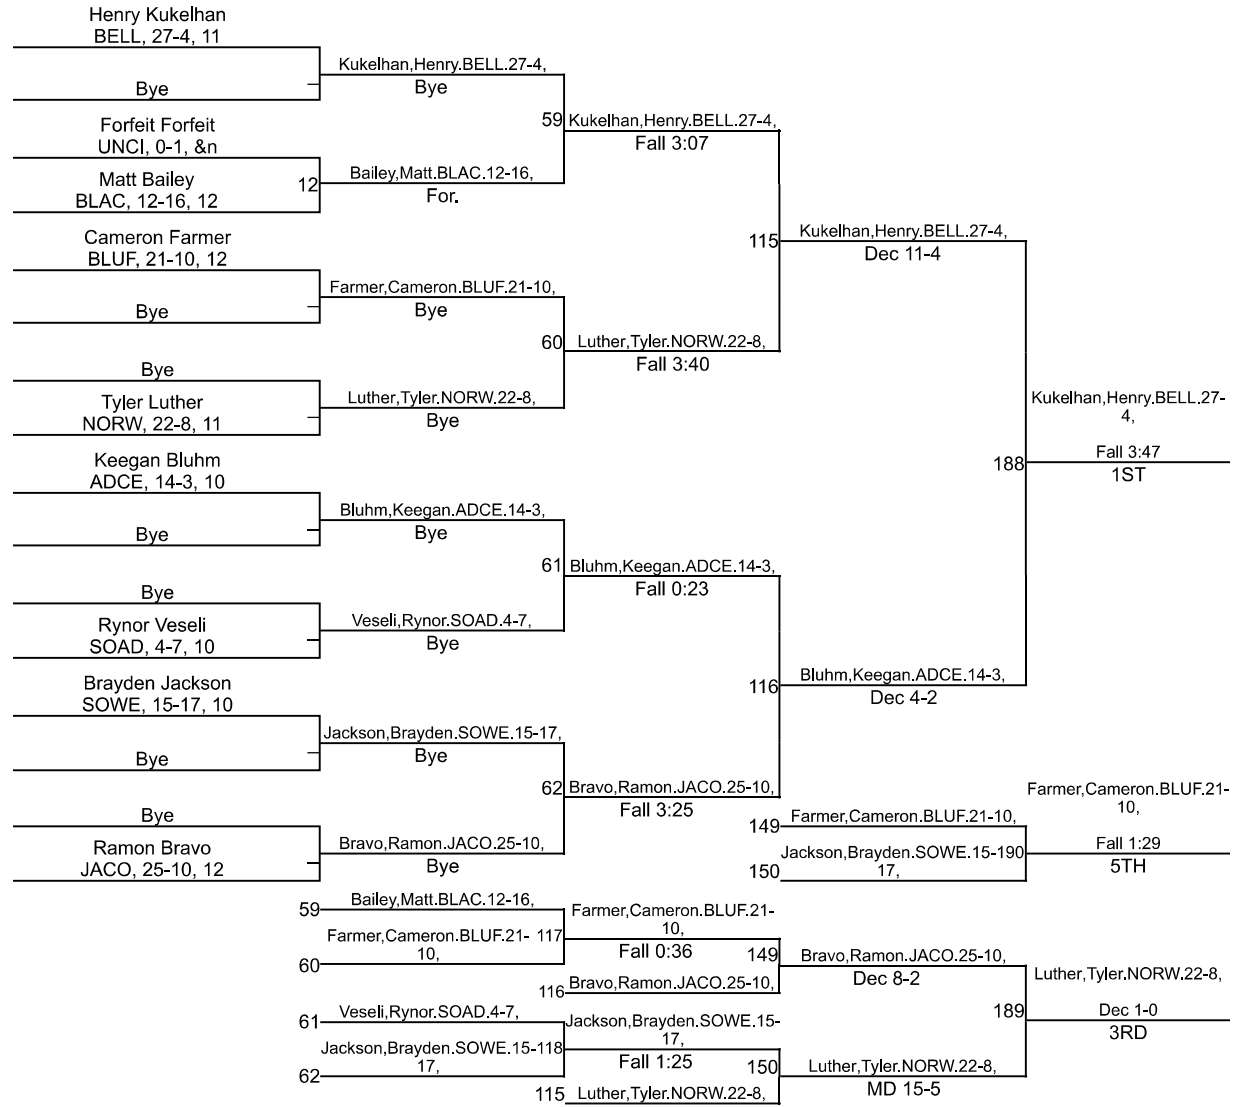 Henry Kukelhan
BELL, 27-4, 11
Bye
Kukelhan,Henry.BELL.27-4,
Bye
Forfeit Forfeit
UNCI, 0-1, &n
Matt Bailey
BLAC, 12-16, 12
12
Bailey,Matt.BLAC.12-16,
For.
59
Kukelhan,Henry.BELL.27-4,
Fall 3:07
Cameron Farmer
BLUF, 21-10, 12
Bye
Farmer,Cameron.BLUF.21-10,
Bye
Bye
Tyler Luther
NORW, 22-8, 11
Luther,Tyler.NORW.22-8,
Bye
60
Luther,Tyler.NORW.22-8,
Fall 3:40
115
Kukelhan,Henry.BELL.27-4,
Dec 11-4
Keegan Bluhm
ADCE, 14-3, 10
Bye
Bluhm,Keegan.ADCE.14-3,
Bye
Bye
Rynor Veseli
SOAD, 4-7, 10
Veseli,Rynor.SOAD.4-7,
Bye
61
Bluhm,Keegan.ADCE.14-3,
Fall 0:23
Brayden Jackson
SOWE, 15-17, 10
Bye
Jackson,Brayden.SOWE.15-17,
Bye
Bye
Ramon Bravo
JACO, 25-10, 12
Bravo,Ramon.JACO.25-10,
Bye
62
Bravo,Ramon.JACO.25-10,
Fall 3:25
116
Bluhm,Keegan.ADCE.14-3,
Dec 4-2
188
Kukelhan,Henry.BELL.27-
4,
Fall 3:47
1ST
149
Farmer,Cameron.BLUF.21-10,
150
Jackson,Brayden.SOWE.15-
17,
190
Farmer,Cameron.BLUF.21-
10,
Fall 1:29
5TH
59
Bailey,Matt.BLAC.12-16,
60
Farmer,Cameron.BLUF.21-
10,
117
Farmer,Cameron.BLUF.21-
10,
Fall 0:36
116
Bravo,Ramon.JACO.25-10,
149
Bravo,Ramon.JACO.25-10,
Dec 8-2
61
Veseli,Rynor.SOAD.4-7,
62
Jackson,Brayden.SOWE.15-
17,
118
Jackson,Brayden.SOWE.15-
17,
Fall 1:25
115
Luther,Tyler.NORW.22-8,
150
Luther,Tyler.NORW.22-8,
MD 15-5
189
Luther,Tyler.NORW.22-8,
Dec 1-0
3RD